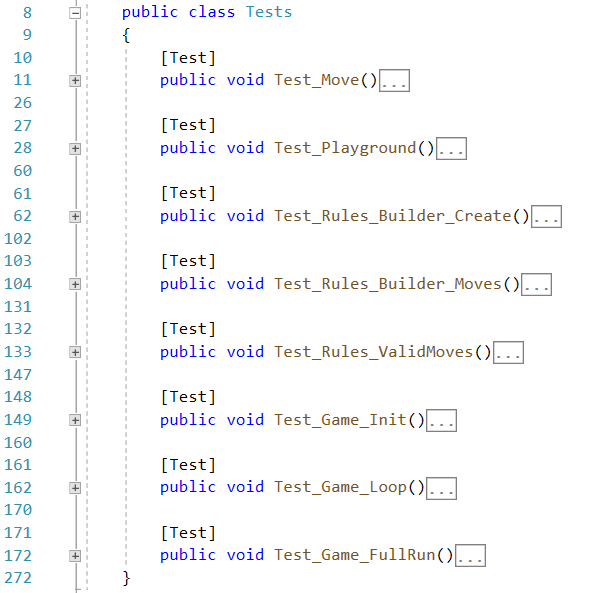 8 public class Tests
9 {
10 [Test]
11 public void Test_Move()...
26
27 [Test]
28 public void Test_Playground()...
60
61 [Test]
62 public void Test_Rules_Builder_Create()...
102
103 [Test]
104 public void Test_Rules_Builder_Moves()...
131
132 [Test]
133 public void Test_Rules_ValidMoves()...
147
148 [Test]
149 public void Test_Game_Init()...
160
161 [Test]
162 public void Test_Game_Loop()...
170
171 [Test]
172 public void Test_Game_FullRun()...
272 }